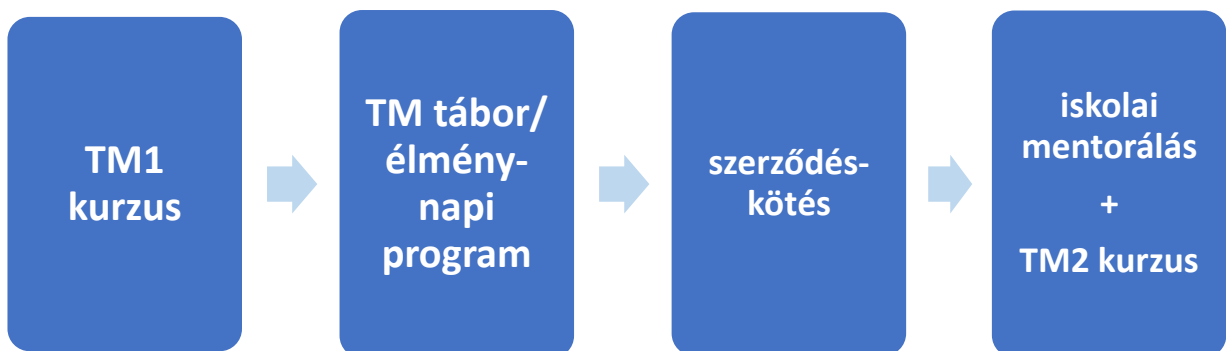 TM1
kurzus
TM tábor/
élmény-
napi
program
szerződés-
kötés
iskolai
mentorálás
+
TM2 kurzus